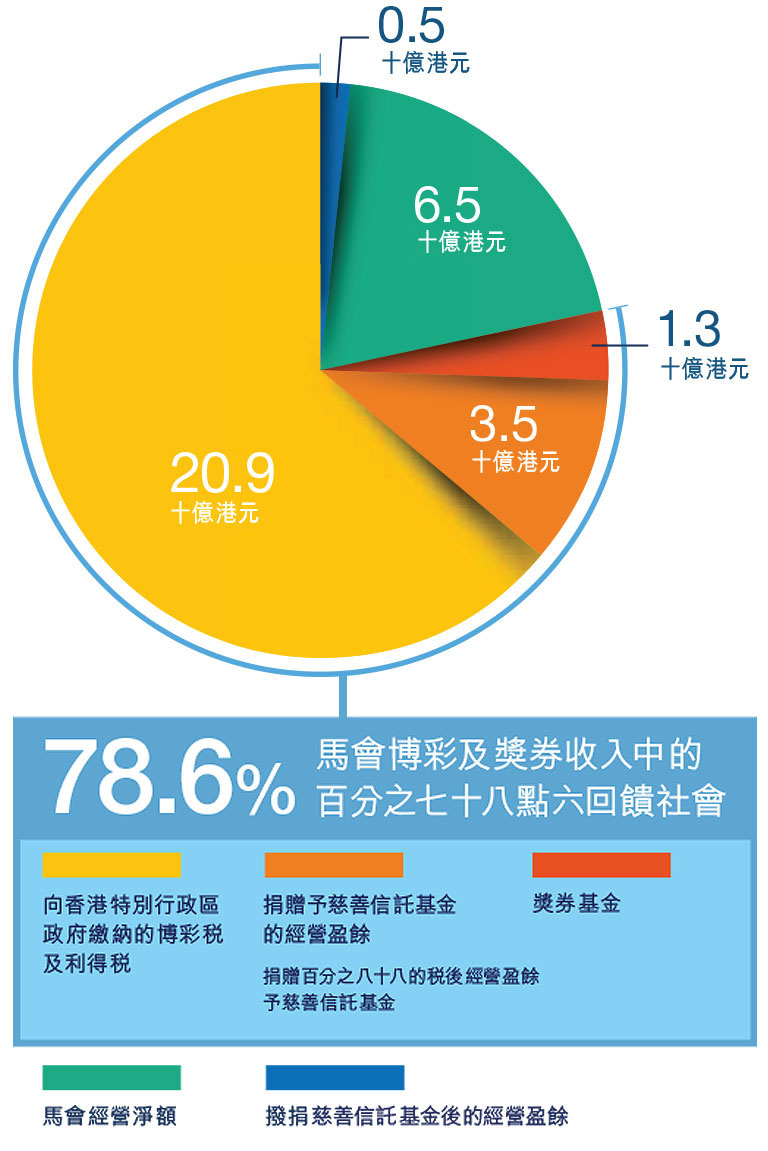 0.5
十億港元
6.5
十億港元
1.3
十億港元
3.5
十億港元
20.9
十億港元
78.6%
馬會博彩及獎券收入中的
百分之七十八點六回饋社會
向香港特別行政區
政府繳納的博彩税
及利得税
捐贈予慈善信託基金
的經營盈餘
捐贈百分之八十八的税後經營盈餘
予慈善信託基金
獎券基金
馬會經營淨額
撥捐慈善信託基金後的經營盈餘